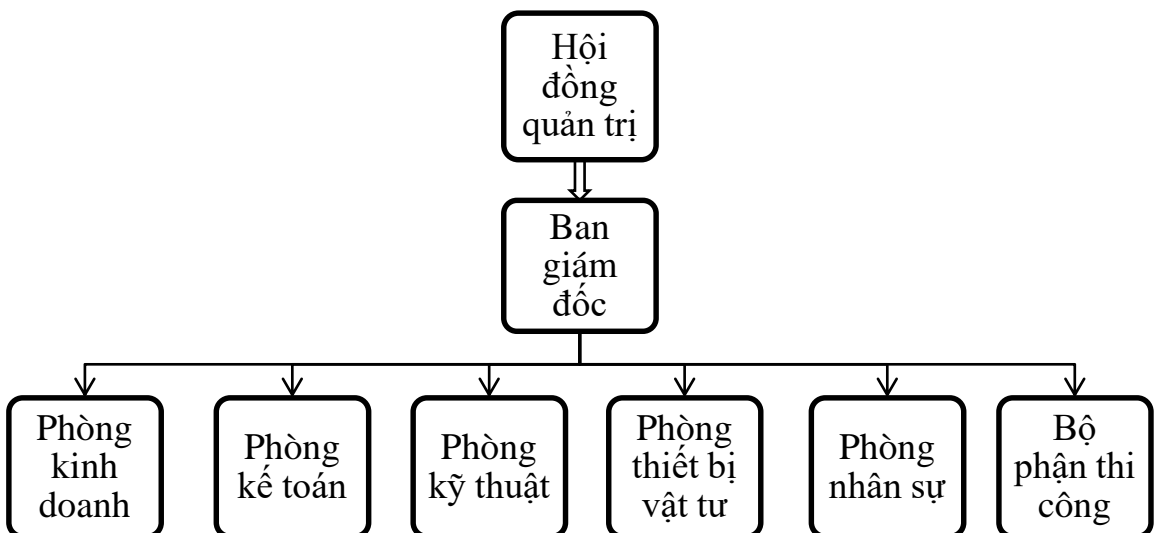 Hội
đồng
quản trị
Ban
giám
đốc
Phòng
kinh
doanh
Phòng
kế toán
Phòng
kỹ thuật
Phòng
thiết bị
vật tư
Phòng
nhân sự
Bộ
phận thi
công